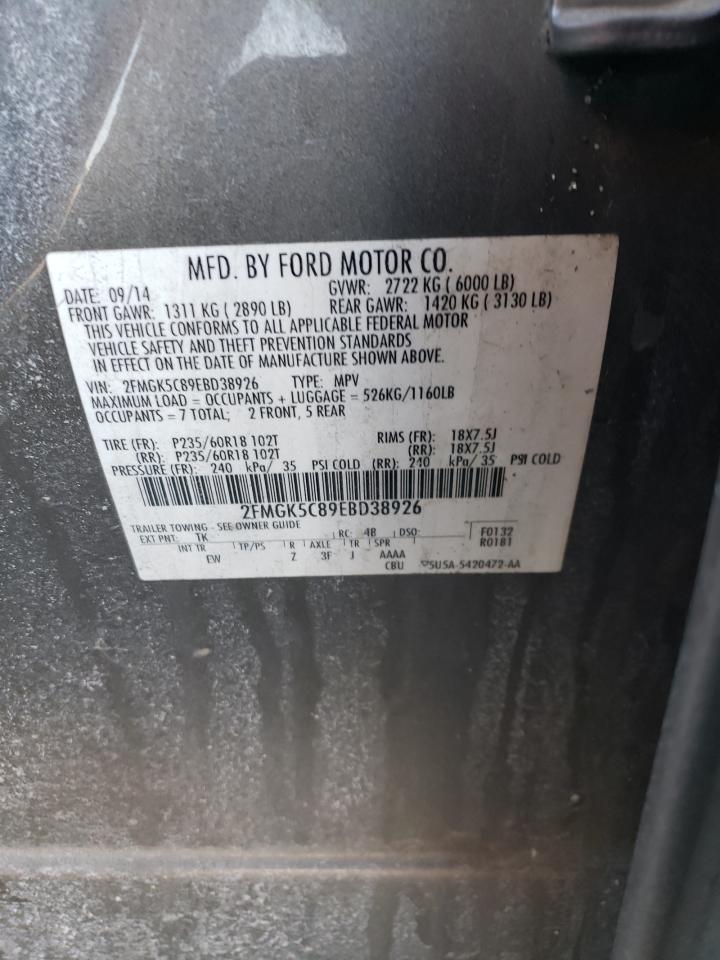 MFD. BY FORD MOTOR CO.
DATE: 09/14 GVWR: 2722 KG ( 6000 LB)
FRONT GAWR: 1311 KG ( 2890 LB) REAR GAWR: 1420 KG ( 3130 LB)
THIS VEHICLE CONFORMS TO ALL APPLICABLE FEDERAL MOTOR
VEHICLE SAFETY AND THEFT PREVENTION STANDARDS
IN EFFECT ON THE DATE OF MANUFACTURE SHOWN ABOVE.
VIN: 2FMGK5C89EBD38926 TYPE: MPV
MAXIMUM LOAD = OCCUPANTS + LUGGAGE = 526KG/1160LB
OCCUPANTS = 7 TOTAL; 2 FRONT, 5 REAR
TIRE (FR): P235/60R18 102T RIMS (FR): 18X7.5J
(RR): P235/60R18 102T (RR): 18X7.5J
PRESSURE (FR): 240 kPa/ 35 PSI COLD (RR): 240 kPa/ 35 PSI COLD
2FMGK5C89EBD38926
TRAILER TOWING - SEE OWNER GUIDE
EXT PNT: TK RC: 4B DSO: F0132
INT TR TP/PS R AXLE TR SPR R0181
EW Z 3F J AAAA
CBU 5U5A-5420472-AA